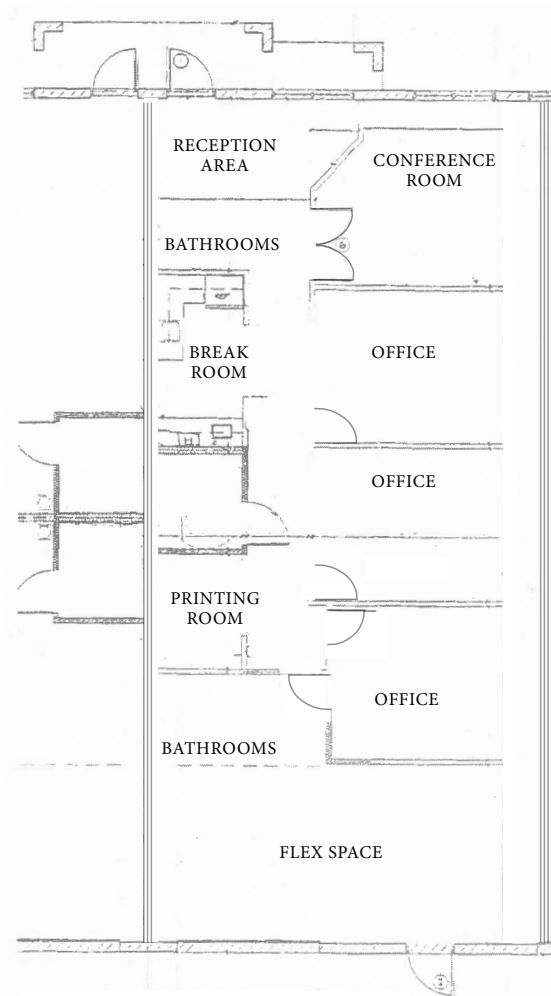 RECEPTION
AREA
CONFERENCE
ROOM
BATHROOMS
BREAK
ROOM
OFFICE
OFFICE
PRINTING
ROOM
OFFICE
BATHROOMS
FLEX SPACE